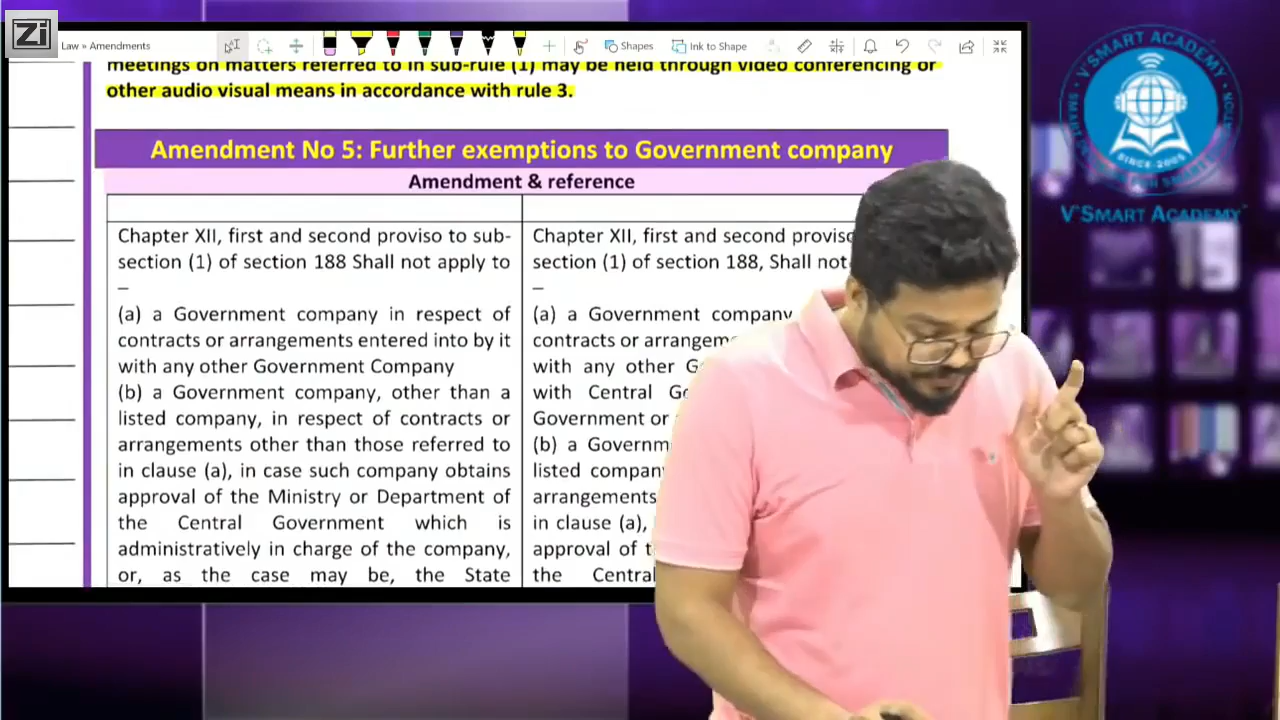 Zi
Law » Amendments
Shapes
Ink to Shape
meetings on matters referred to in sub-rule (1) may be held through video conferencing or
other audio visual means in accordance with rule 3.
Amendment No 5: Further exemptions to Government company
Amendment & reference
Chapter XII, first and second proviso to sub-
section (1) of section 188 Shall not apply to
–
(a) a Government company in respect of
contracts or arrangements entered into by it
with any other Government Company
(b) a Government company, other than a
listed company, in respect of contracts or
arrangements other than those referred to
in clause (a), in case such company obtains
approval of the Ministry or Department of
the Central Government which is
administratively in charge of the company,
or, as the case may be, the State
Chapter XII, first and second proviso
section (1) of section 188, Shall not
–
(a) a Government company
contracts or arrangem
with any other G
with Central Go
Government or
(b) a Governm
listed company
arrangements
in clause (a),
approval of t
the Central
V'SMART ACADEMY
SINCE-2005
V'SMART ACADEMY